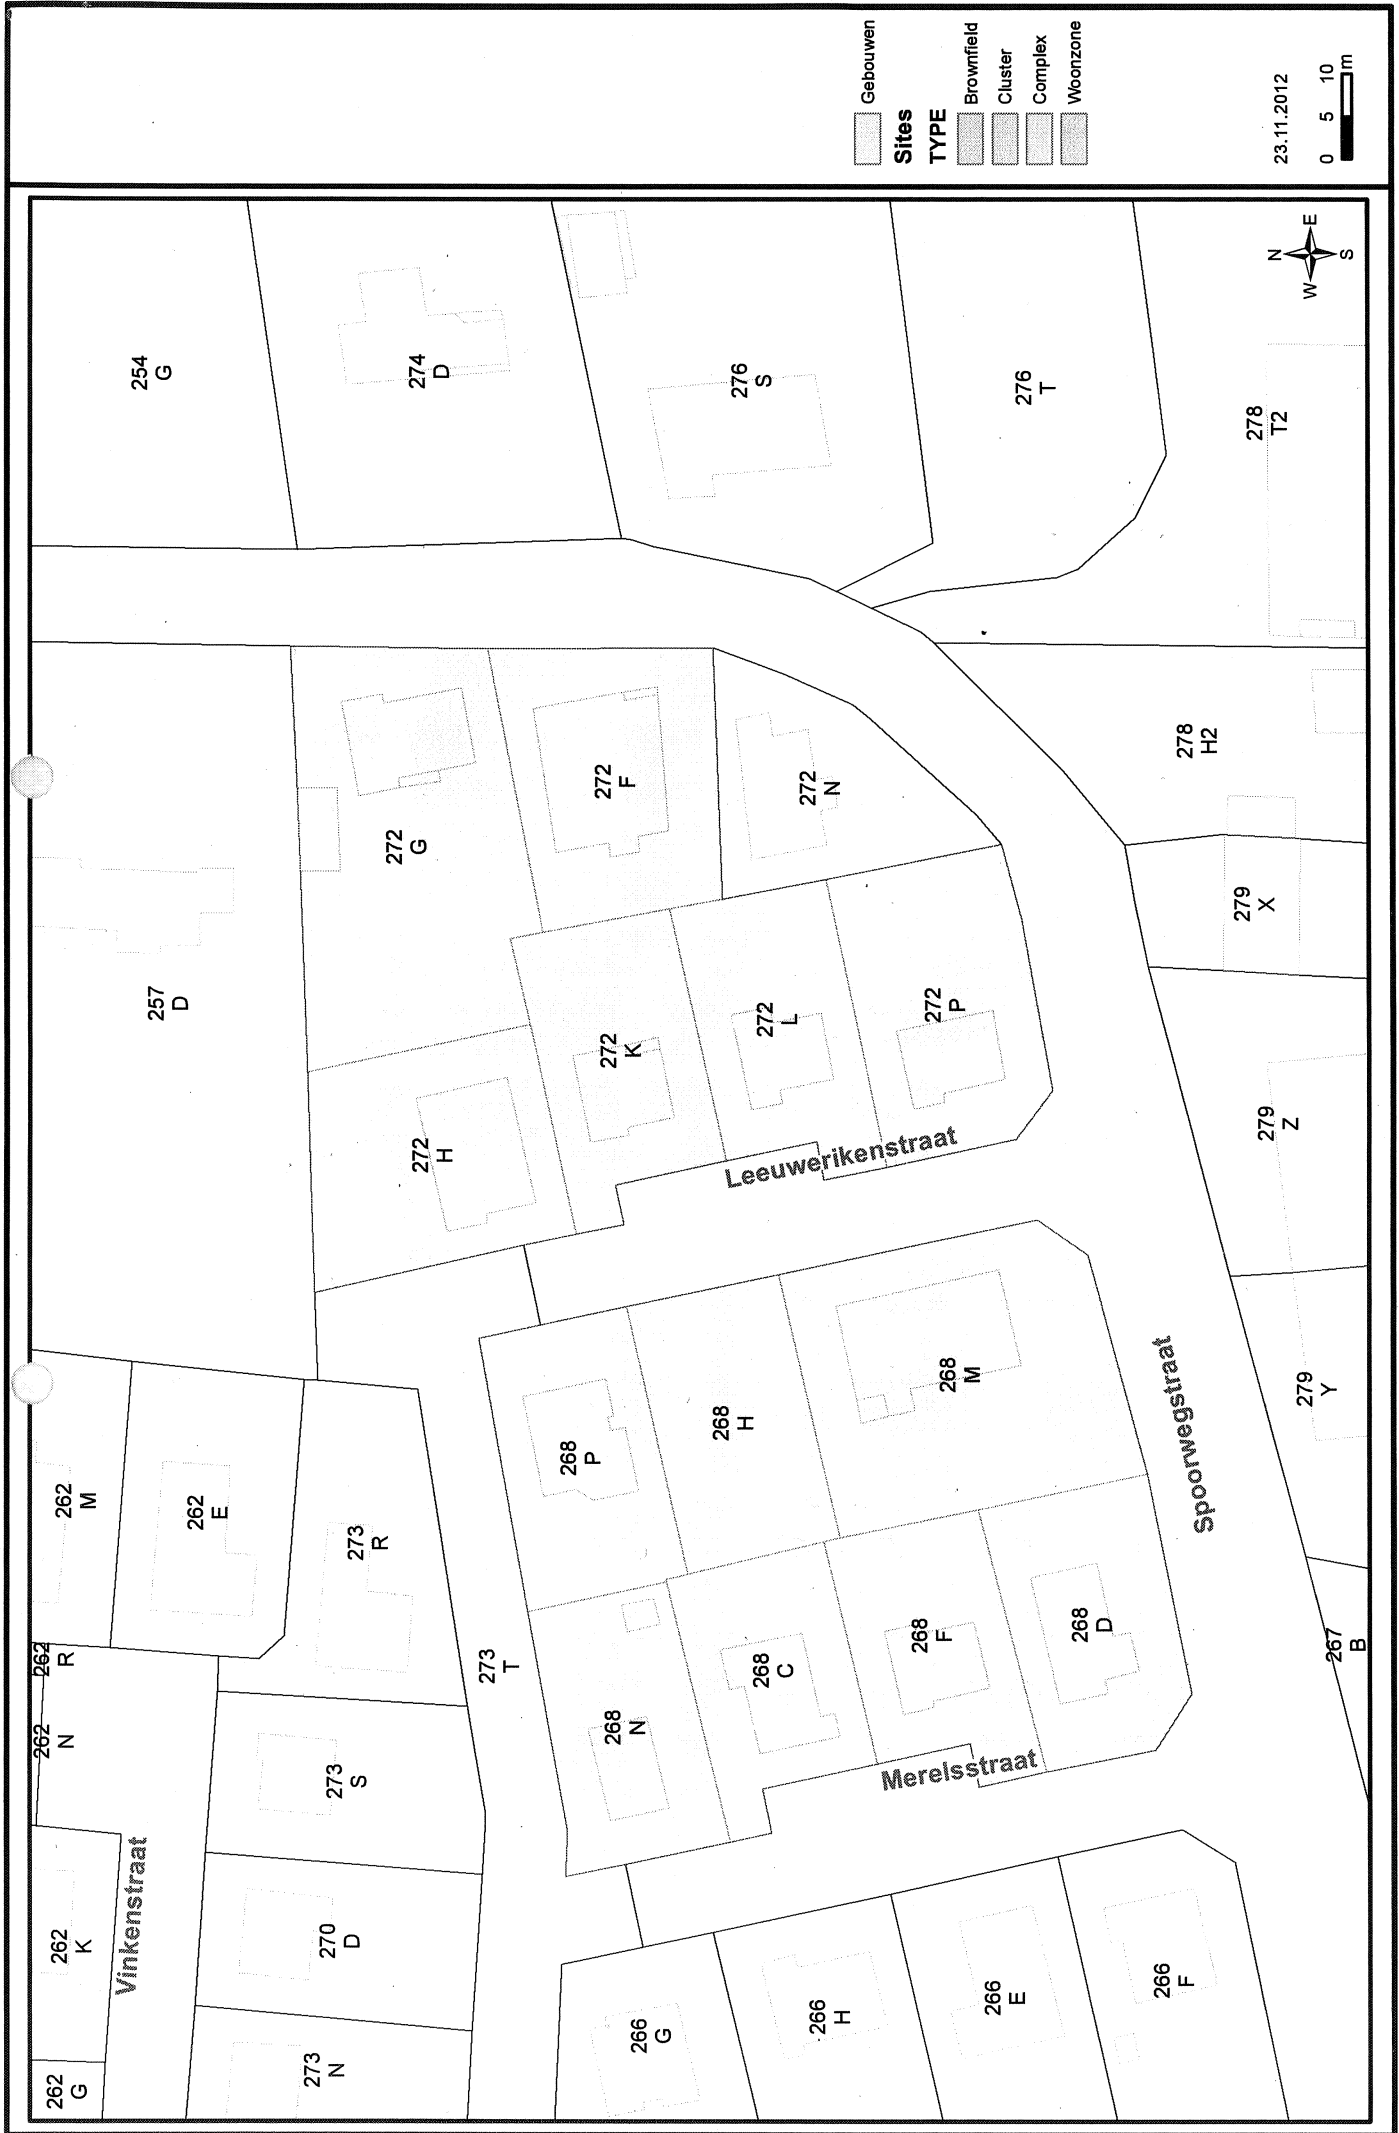 Gebouwen
Sites
TYPE
Brownfield
Cluster
Complex
Woonzone
23.11.2012
0 5 10 m
N
W E
S
254
G
274
D
276
S
276
T
278
T2
257
D
272
G
272
F
272
N
278
H2
279
X
272
H
272
K
272
L
272
P
279
Z
Leeuwerikenstraat
262
M
262
E
273
R
268
P
268
H
268
M
Spoorwegstraat
279
Y
262
R
262
N
273
S
273
T
268
N
268
C
268
F
268
D
267
B
Merelsstraat
Vinkenstraat
262
K
270
D
262
G
273
N
266
G
266
H
266
E
266
F